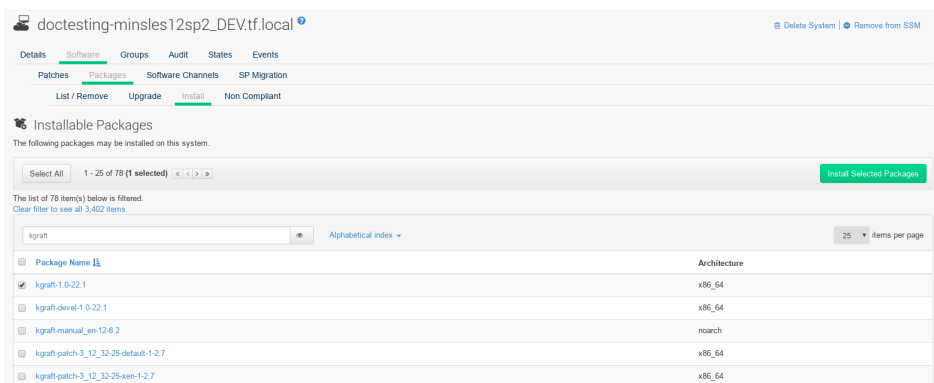 doctesting-minsles12sp2_DEV.tf.local ?
Delete System | Remove from SSM
Details Software Groups Audit States Events
Patches Packages Software Channels SP Migration
List / Remove Upgrade Install Non Compliant
Installable Packages
The following packages may be installed on this system.
Select All 1 - 25 of 78 (1 selected) « < > » Install Selected Packages
The list of 78 item(s) below is filtered.
Clear filter to see all 3,402 items.
kgraft Alphabetical index 25 items per page
Package Name Architecture
kgraft-1.0-22.1 x86_64
kgraft-devel-1.0-22.1 x86_64
kgraft-manual_en-12-8.2 noarch
kgraft-patch-3_12_32-25-default-1-2.7 x86_64
kgraft-patch-3_12_32-25-xen-1-2.7 x86_64